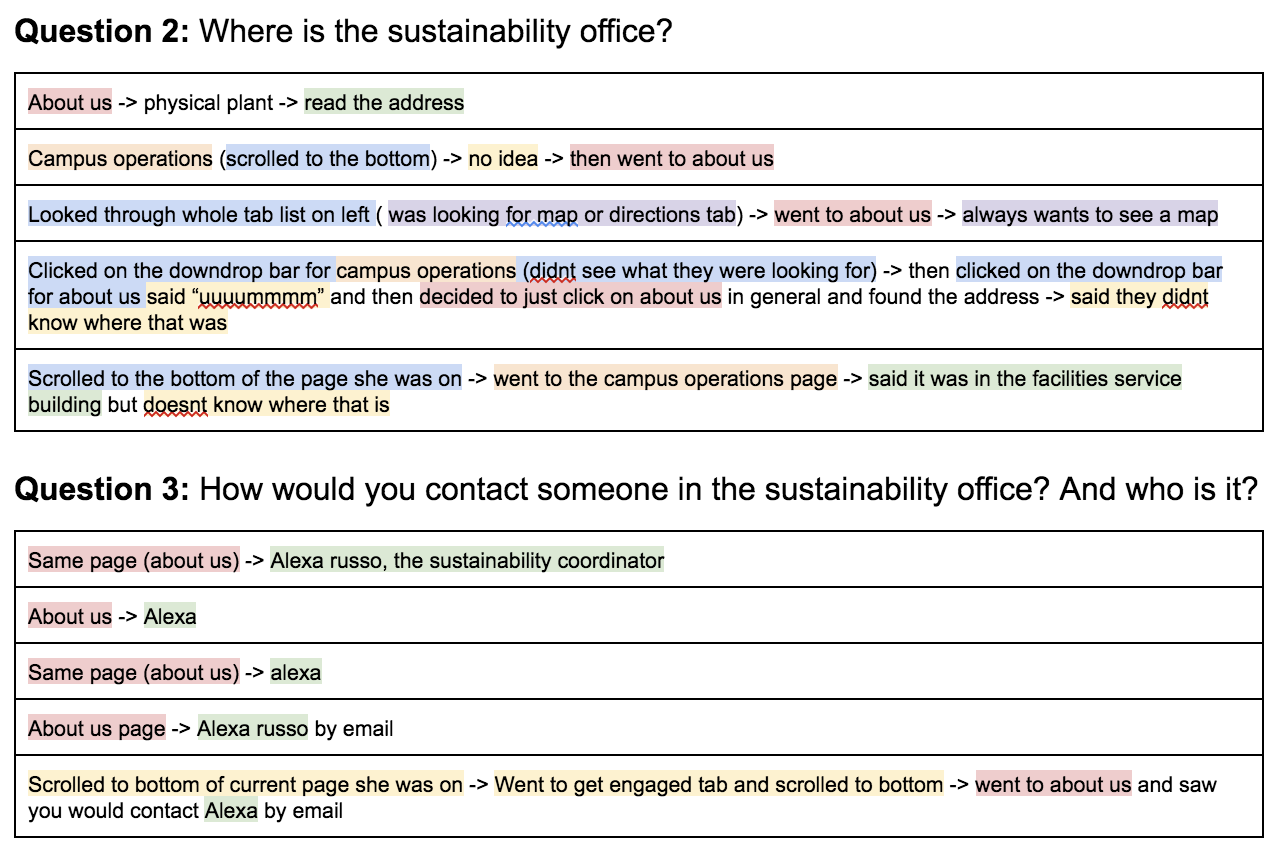 Question 2: Where is the sustainability office?
About us -> physical plant -> read the address
Campus operations (scrolled to the bottom) -> no idea -> then went to about us
Looked through whole tab list on left ( was looking for map or directions tab) -> went to about us -> always wants to see a map
Clicked on the downdrop bar for campus operations (didnt see what they were looking for) -> then clicked on the downdrop bar
for about us said “uuuummmm” and then decided to just click on about us in general and found the address -> said they didnt
know where that was
Scrolled to the bottom of the page she was on -> went to the campus operations page -> said it was in the facilities service
building but doesnt know where that is
Question 3: How would you contact someone in the sustainability office? And who is it?
Same page (about us) -> Alexa russo, the sustainability coordinator
About us -> Alexa
Same page (about us) -> alexa
About us page -> Alexa russo by email
Scrolled to bottom of current page she was on -> Went to get engaged tab and scrolled to bottom -> went to about us and saw
you would contact Alexa by email